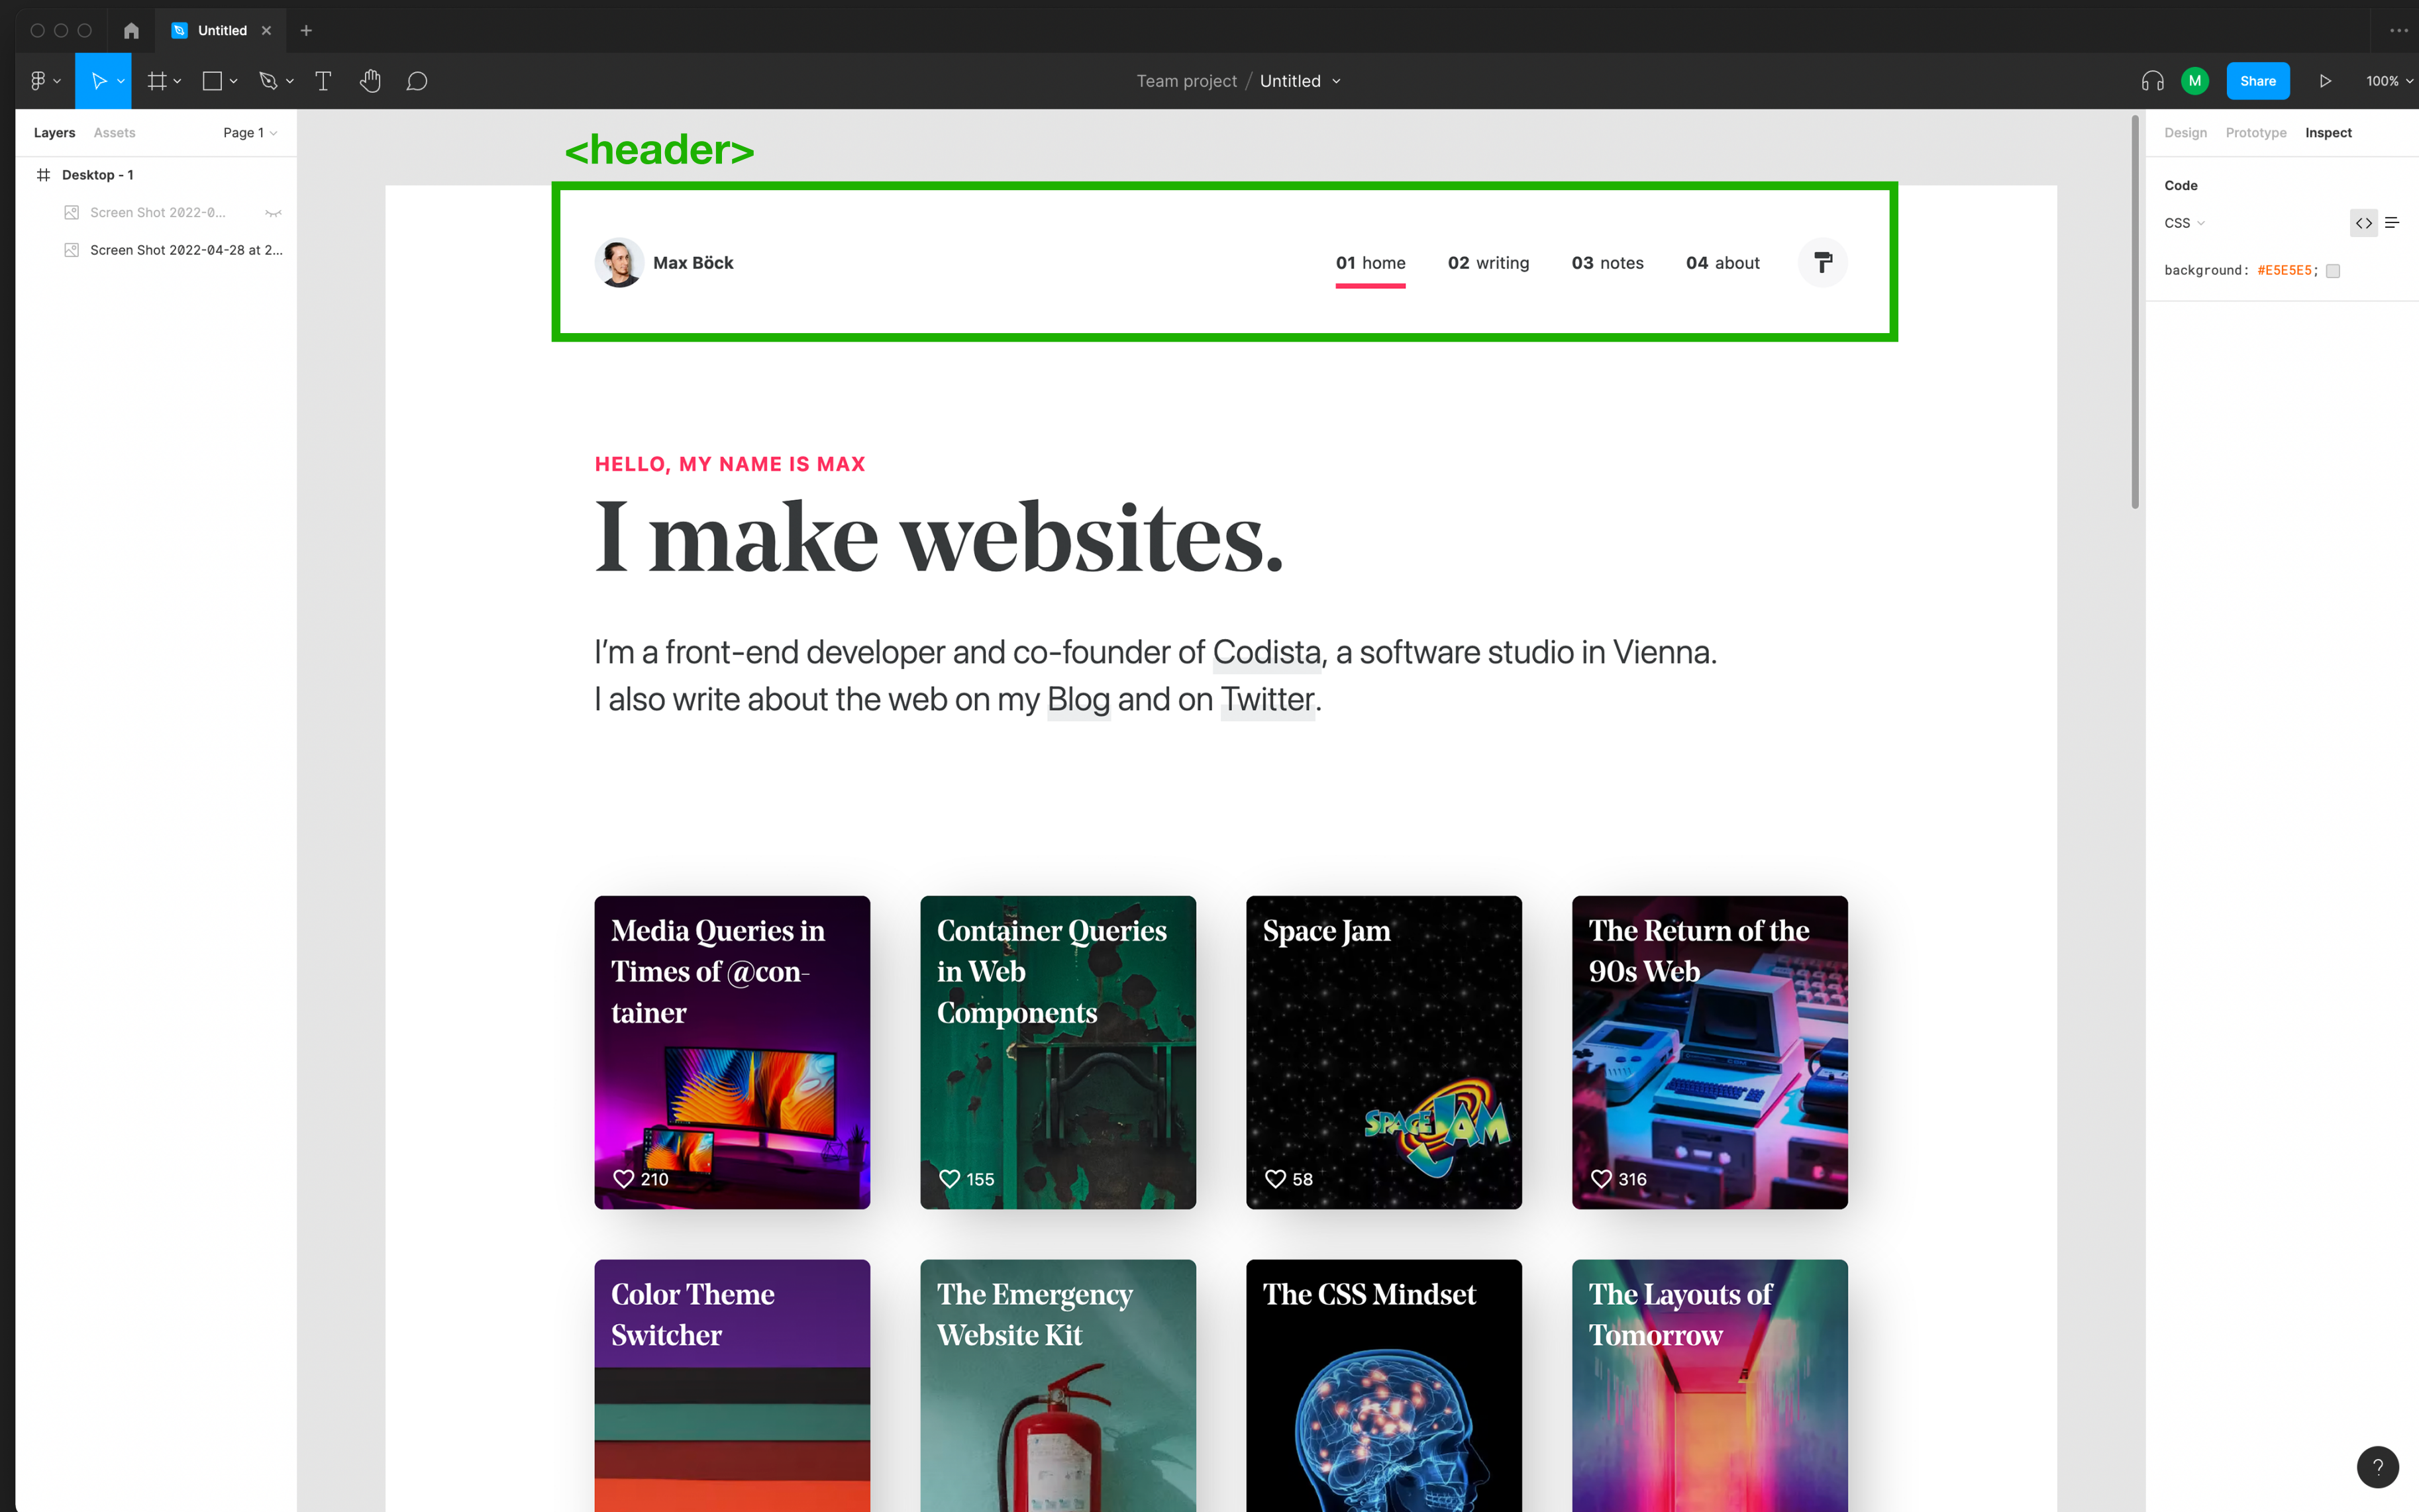 Untitled
Team project / Untitled
M
Share
100%
Layers
Assets
Page 1
Desktop - 1
Screen Shot 2022-0...
Screen Shot 2022-04-28 at 2...
Design
Prototype
Inspect
Code
CSS
background: #E5E5E5;
<header>
Max Böck
01 home
02 writing
03 notes
04 about
HELLO, MY NAME IS MAX
I make websites.
I'm a front-end developer and co-founder of Codista, a software studio in Vienna.
I also write about the web on my Blog and on Twitter.
Media Queries in
Times of @con-
tainer
210
Container Queries
in Web
Components
155
Space Jam
SPACE JAM
58
The Return of the
90s Web
316
Color Theme
Switcher
The Emergency
Website Kit
The CSS Mindset
The Layouts of
Tomorrow
?